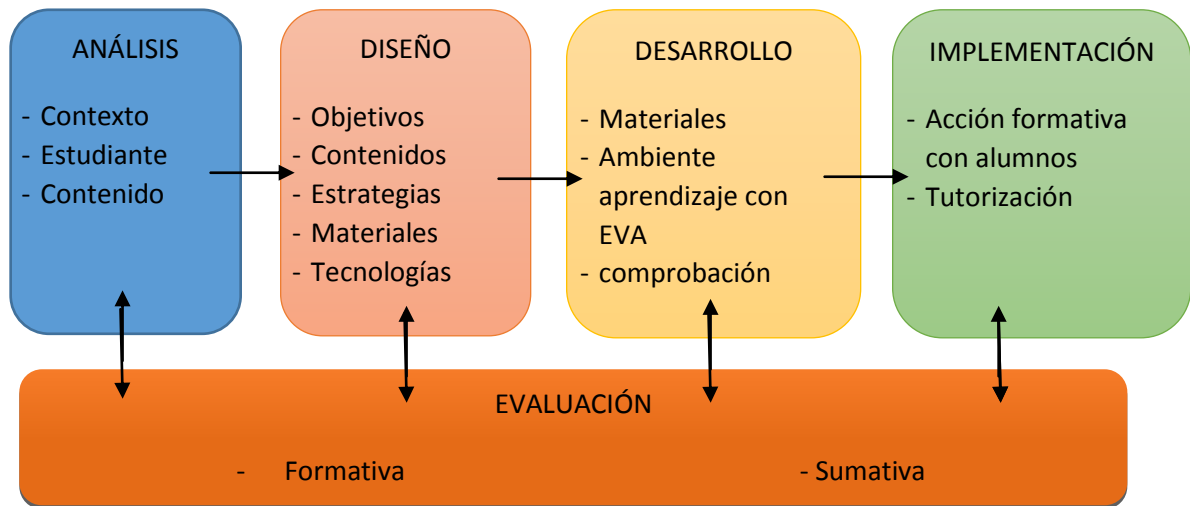 ANÁLISIS
- Contexto
- Estudiante
- Contenido
DISEÑO
- Objetivos
- Contenidos
- Estrategias
- Materiales
- Tecnologías
DESARROLLO
- Materiales
- Ambiente
aprendizaje con
EVA
- comprobación
IMPLEMENTACIÓN
- Acción formativa
con alumnos
- Tutorización
EVALUACIÓN
- Formativa
- Sumativa